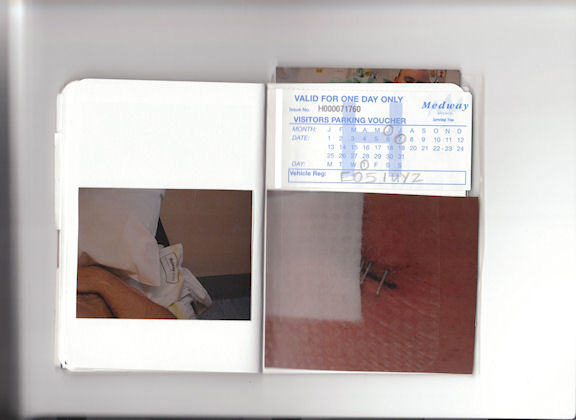 VALID FOR ONE DAY ONLY
Issue No. H000071760
Medway
Serving You
VISITORS PARKING VOUCHER
MONTH: J F M A M J J A S O N D
DATE: 1 2 3 4 5 6 7 8 9 10 11 12
13 14 15 16 17 18 19 20 21 22 23 24
25 26 27 28 29 30 31
DAY: M T W T F S S
Vehicle Reg: